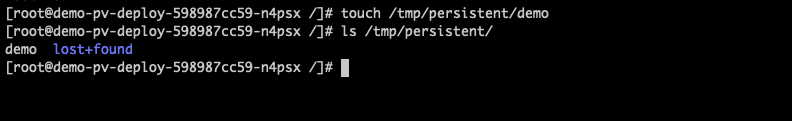 [root@demo-pv-deploy-598987cc59-n4psx /]# touch /tmp/persistent/demo
[root@demo-pv-deploy-598987cc59-n4psx /]# ls /tmp/persistent/
demo  lost+found
[root@demo-pv-deploy-598987cc59-n4psx /]#